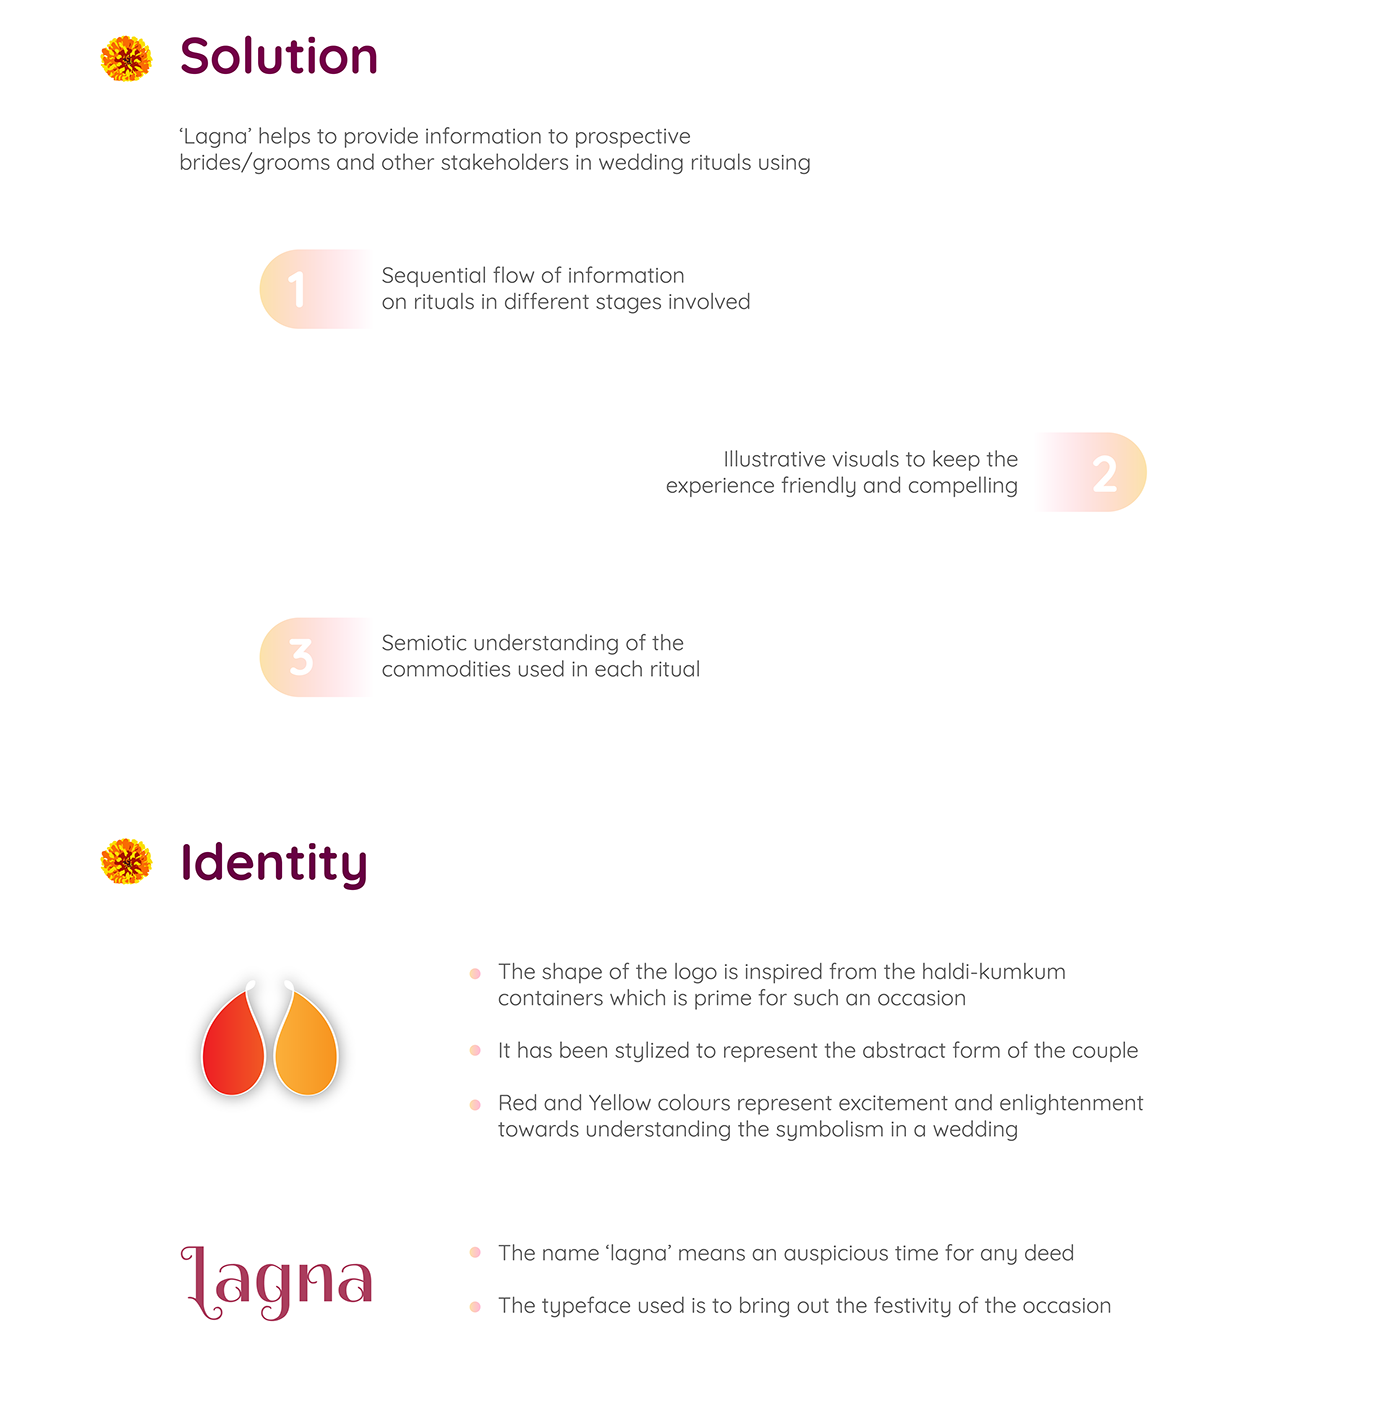 Solution
‘Lagna’ helps to provide information to prospective
brides/grooms and other stakeholders in wedding rituals using
1
Sequential flow of information
on rituals in different stages involved
Illustrative visuals to keep the
experience friendly and compelling
2
3
Semiotic understanding of the
commodities used in each ritual
Identity
The shape of the logo is inspired from the haldi-kumkum
containers which is prime for such an occasion
It has been stylized to represent the abstract form of the couple
Red and Yellow colours represent excitement and enlightenment
towards understanding the symbolism in a wedding
Lagna
The name ‘lagna’ means an auspicious time for any deed
The typeface used is to bring out the festivity of the occasion